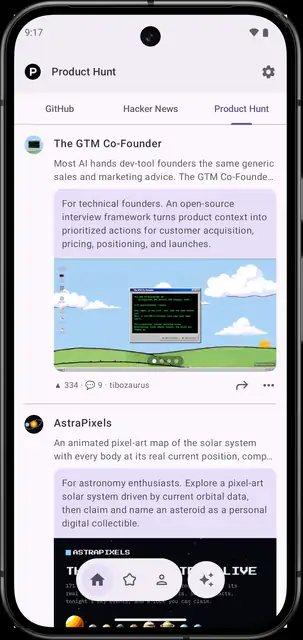 9:17
Product Hunt
GitHub
Hacker News
Product Hunt
The GTM Co-Founder
Most AI hands dev-tool founders the same generic
sales and marketing advice. The GTM Co-Founde...
For technical founders. An open-source
interview framework turns product context into
prioritized actions for customer acquisition,
pricing, positioning, and launches.
▲ 334 · 9 · tibozaurus
AstraPixels
An animated pixel-art map of the solar system
with every body at its real current position, comp...
For astronomy enthusiasts. Explore a pixel-art
solar system driven by current orbital data,
then claim and name an asteroid as a personal
digital collectible.
ASTRAPIXELS
LIVE